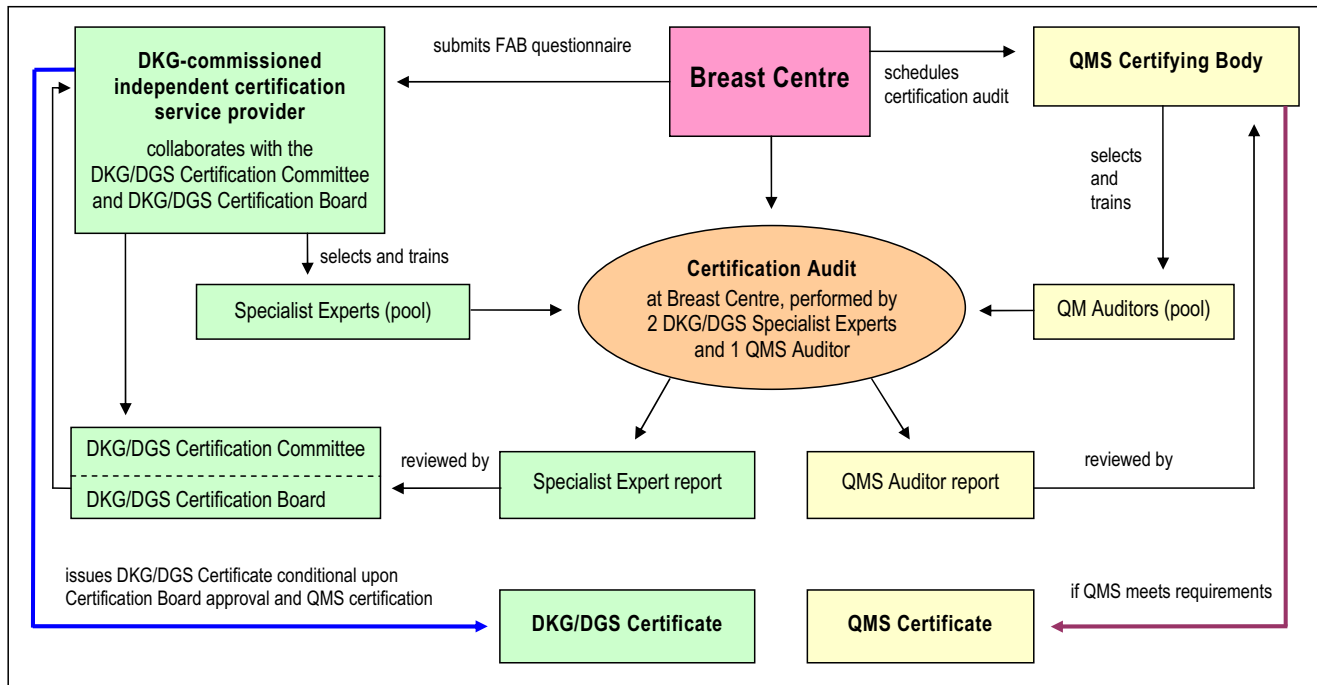 DKG-commissioned
independent certification
service provider
collaborates with the
DKG/DGS Certification Committee
and DKG/DGS Certification Board
submits FAB questionnaire
Breast Centre
schedules
certification audit
QMS Certifying Body
selects
and
trains
selects and trains
Specialist Experts (pool)
Certification Audit
at Breast Centre, performed by
2 DKG/DGS Specialist Experts
and 1 QMS Auditor
QM Auditors (pool)
DKG/DGS Certification Committee
DKG/DGS Certification Board
reviewed by
Specialist Expert report
QMS Auditor report
reviewed by
issues DKG/DGS Certificate conditional upon
Certification Board approval and QMS certification
DKG/DGS Certificate
QMS Certificate
if QMS meets requirements